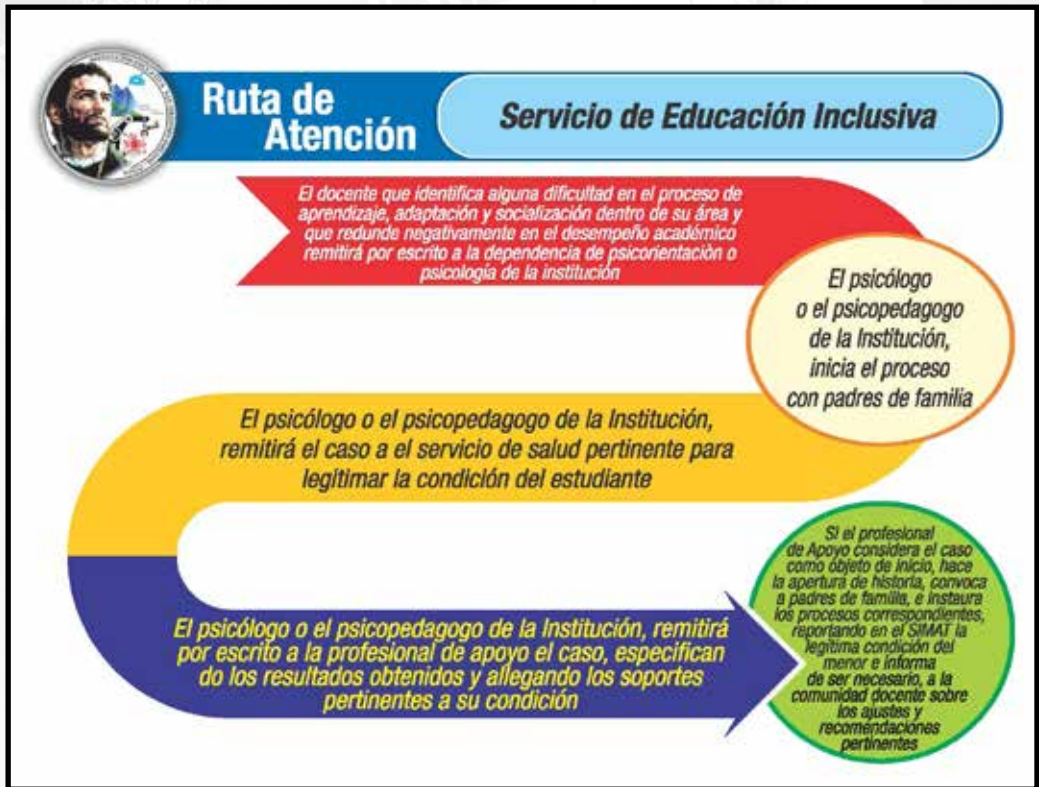 Ruta de
Atención
Servicio de Educación Inclusiva
El docente que identifica alguna dificultad en el proceso de
aprendizaje, adaptación y socialización dentro de su área y
que redunde negativamente en el desempeño académico
remitirá por escrito a la dependencia de psicorientaciòn o
psicología de la institución
El psicólogo
o el psicopedagogo
de la Institución,
inicia el proceso
con padres de familia
El psicólogo o el psicopedagogo de la Institución,
remitirá el caso a el servicio de salud pertinente para
legitimar la condición del estudiante
El psicólogo o el psicopedagogo de la Institución, remitirá
por escrito a la profesional de apoyo el caso, especifican
do los resultados obtenidos y allegando los soportes
pertinentes a su condición
Si el profesional
de Apoyo considera el caso
como objeto de inicio, hace
la apertura de historia, convoca
a padres de familia, e instaura
los procesos correspondientes,
reportando en el SIMAT la
legítima condición del
menor e informa
de ser necesario, a la
comunidad docente sobre
los ajustes y
recomendaciones
pertinentes